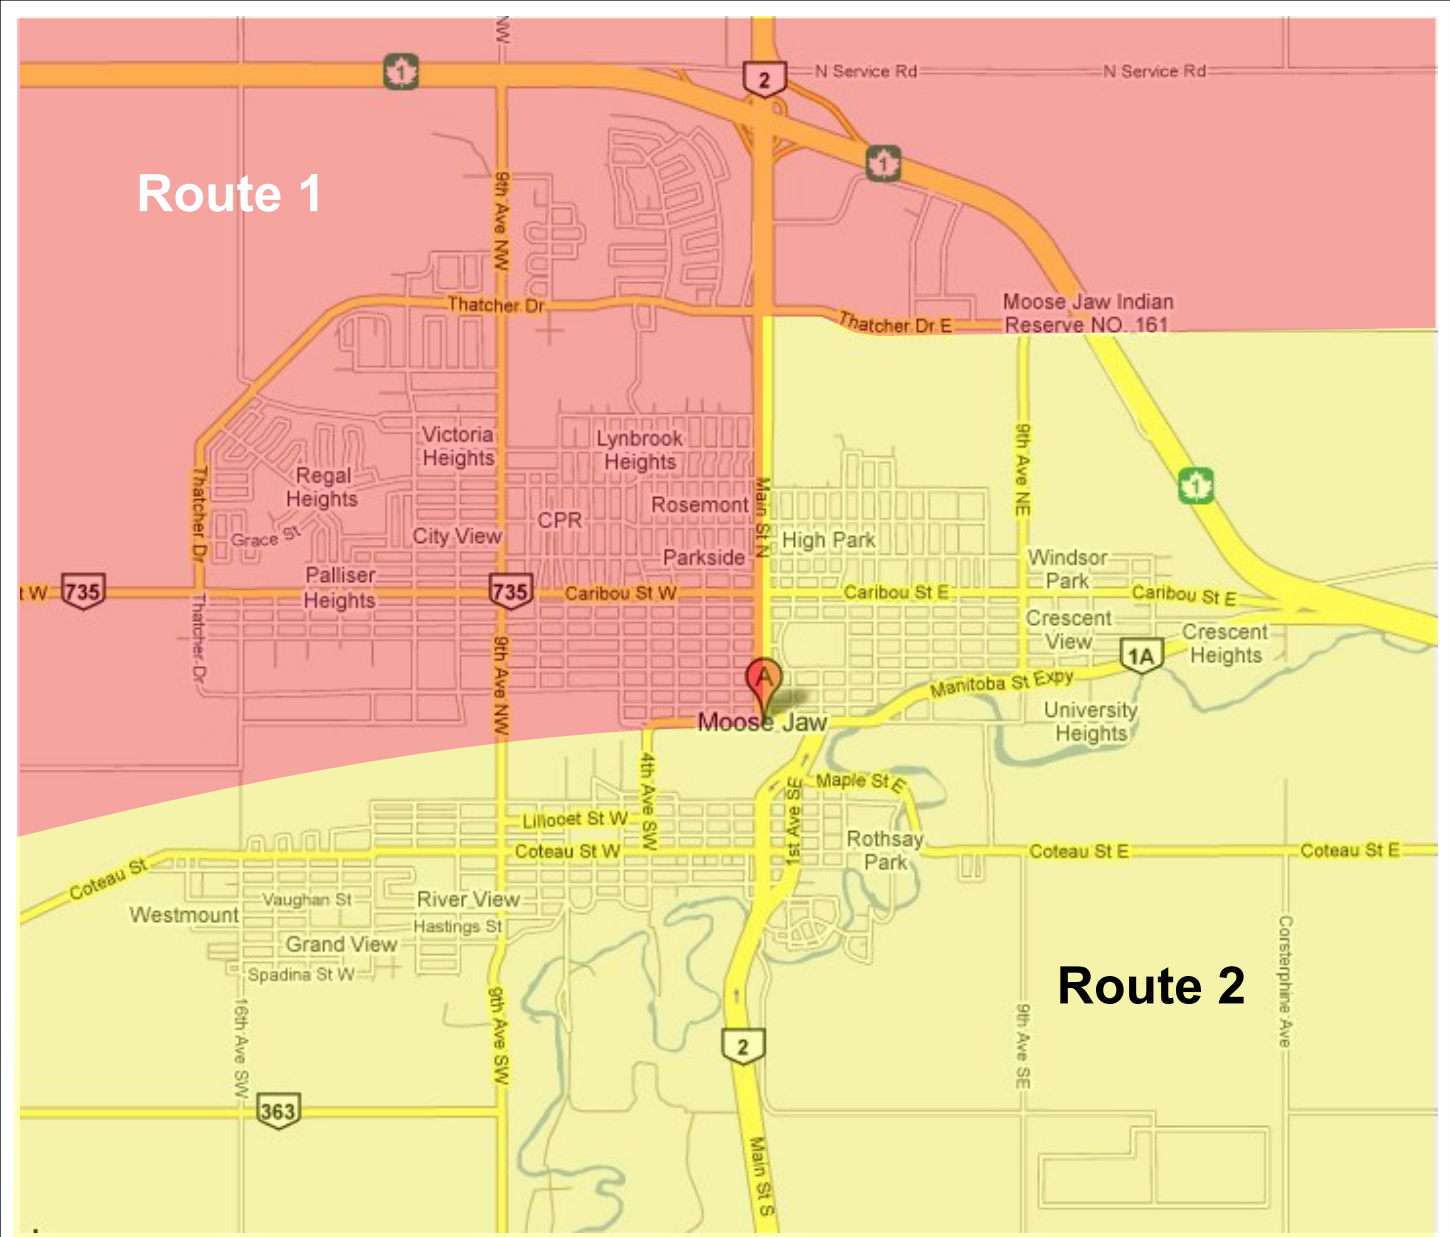 NW
1
2
N Service Rd
N Service Rd
1
Route 1
9th Ave NW
Thatcher Dr
Moose Jaw Indian
Reserve NO. 161
Thatcher Dr E
Victoria
Heights
Lynbrook
Heights
9th Ave NE
Regal
Heights
1
Thatcher Dr
Rosemont
Main St N
CPR
Grace St
City View
High Park
Parkside
Windsor
Park
Palliser
Heights
t W
735
735
Caribou St W
Caribou St E
Caribou St E
Thatcher Dr
Crescent
View
Crescent
Heights
9th Ave NW
1A
A
Manitoba St Expy
Moose Jaw
University
Heights
4th Ave SW
Maple St E
1st Ave SE
Lillooet St W
Rothsay
Park
Coteau St W
Coteau St E
Coteau St E
Coteau St
Vaughan St
River View
Westmount
Hastings St
Grand View
Spadina St W
Corsterphine Ave
Route 2
16th Ave SW
9th Ave SW
9th Ave SE
2
363
Main St S